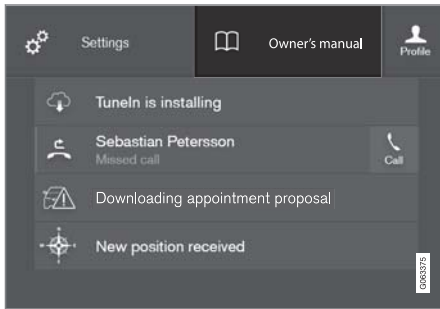 Settings
Owner's manual
Profile
TuneIn is installing
Sebastian Petersson
Missed call
Call
Downloading appointment proposal
New position received
G063375